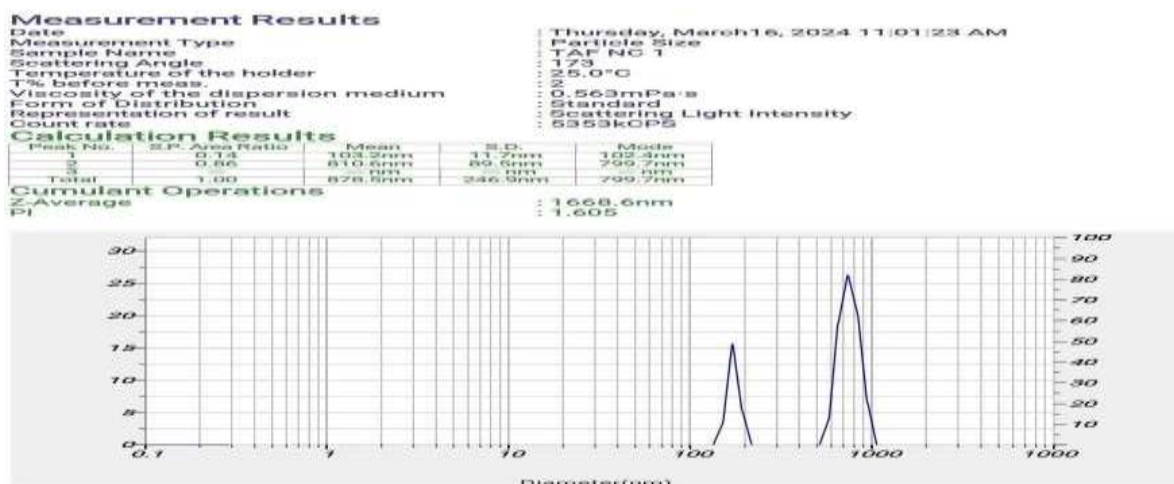 Measurement Results
Date : Thursday, March16, 2024 11:01:23 AM
Measurement Type : Particle Size
Sample Name : TAF NC 1
Scattering Angle : 173
Temperature of the holder : 25.0°C
T% before meas. : 2
Viscosity of the dispersion medium : 0.563mPa·s
Form of Distribution : Standard
Representation of result : Scattering Light Intensity
Count rate : 5353kCPS
Calculation Results
Peak No. S.P. Area Ratio Mean S.D. Mode
1 0.14 103.2nm 11.7nm 102.4nm
2 0.86 810.6nm 89.5nm 799.7nm
3 — — nm — nm — nm
Total 1.00 878.5nm 246.9nm 799.7nm
Cumulant Operations
Z-Average : 1668.6nm
PI : 1.605
30 100
25 90
20 80
15 70
10 60
5 50
0 40
30
20
10
0.1 1 10 100 1000 1000
Diameter(nm)